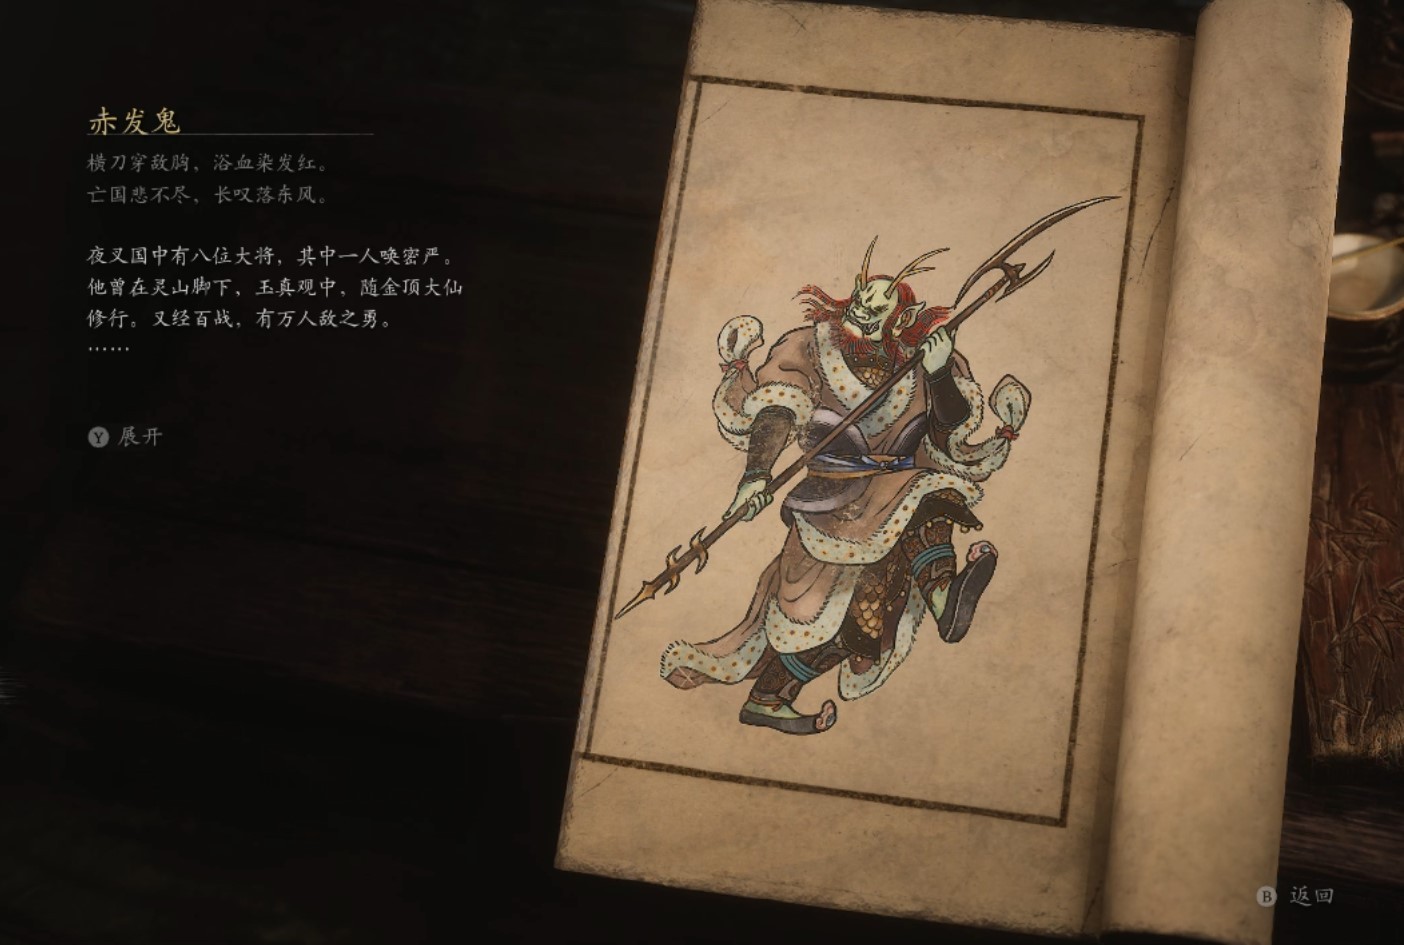 赤发鬼
横刀穿敌胸，浴血染发红。
亡国悲不尽，长叹落东风。
夜叉国中有八位大将，其中一人唤密严。
他曾在灵山脚下，玉真观中，随金顶大仙
修行。又经百战，有万人敌之勇。
……
Y 展开
B 返回